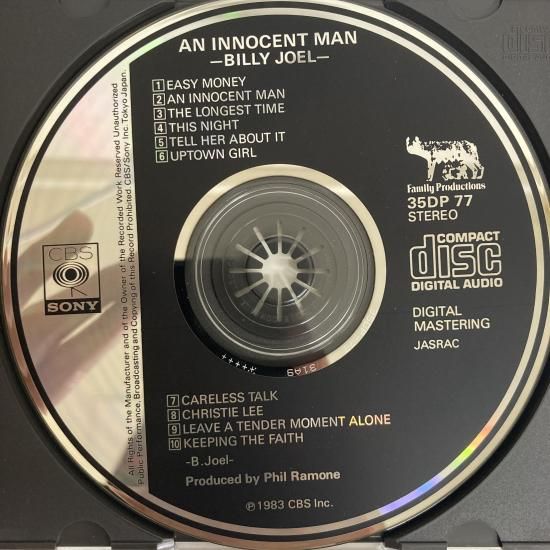 AN INNOCENT MAN
—BILLY JOEL—
1 EASY MONEY
2 AN INNOCENT MAN
3 THE LONGEST TIME
4 THIS NIGHT
5 TELL HER ABOUT IT
6 UPTOWN GIRL
Family Productions
35DP 77
STEREO
COMPACT
disc
DIGITAL AUDIO
DIGITAL
MASTERING
JASRAC
CBS
SONY
All Rights of the Manufacturer and of the Owner of the Recorded Work Reserved Unauthorized
Public Performance, Broadcasting and Copying of this Record Prohibited CBS/Sony Inc. Tokyo Japan.
7 CARELESS TALK
8 CHRISTIE LEE
9 LEAVE A TENDER MOMENT ALONE
10 KEEPING THE FAITH
-B.Joel-
Produced by Phil Ramone
℗1983 CBS Inc.